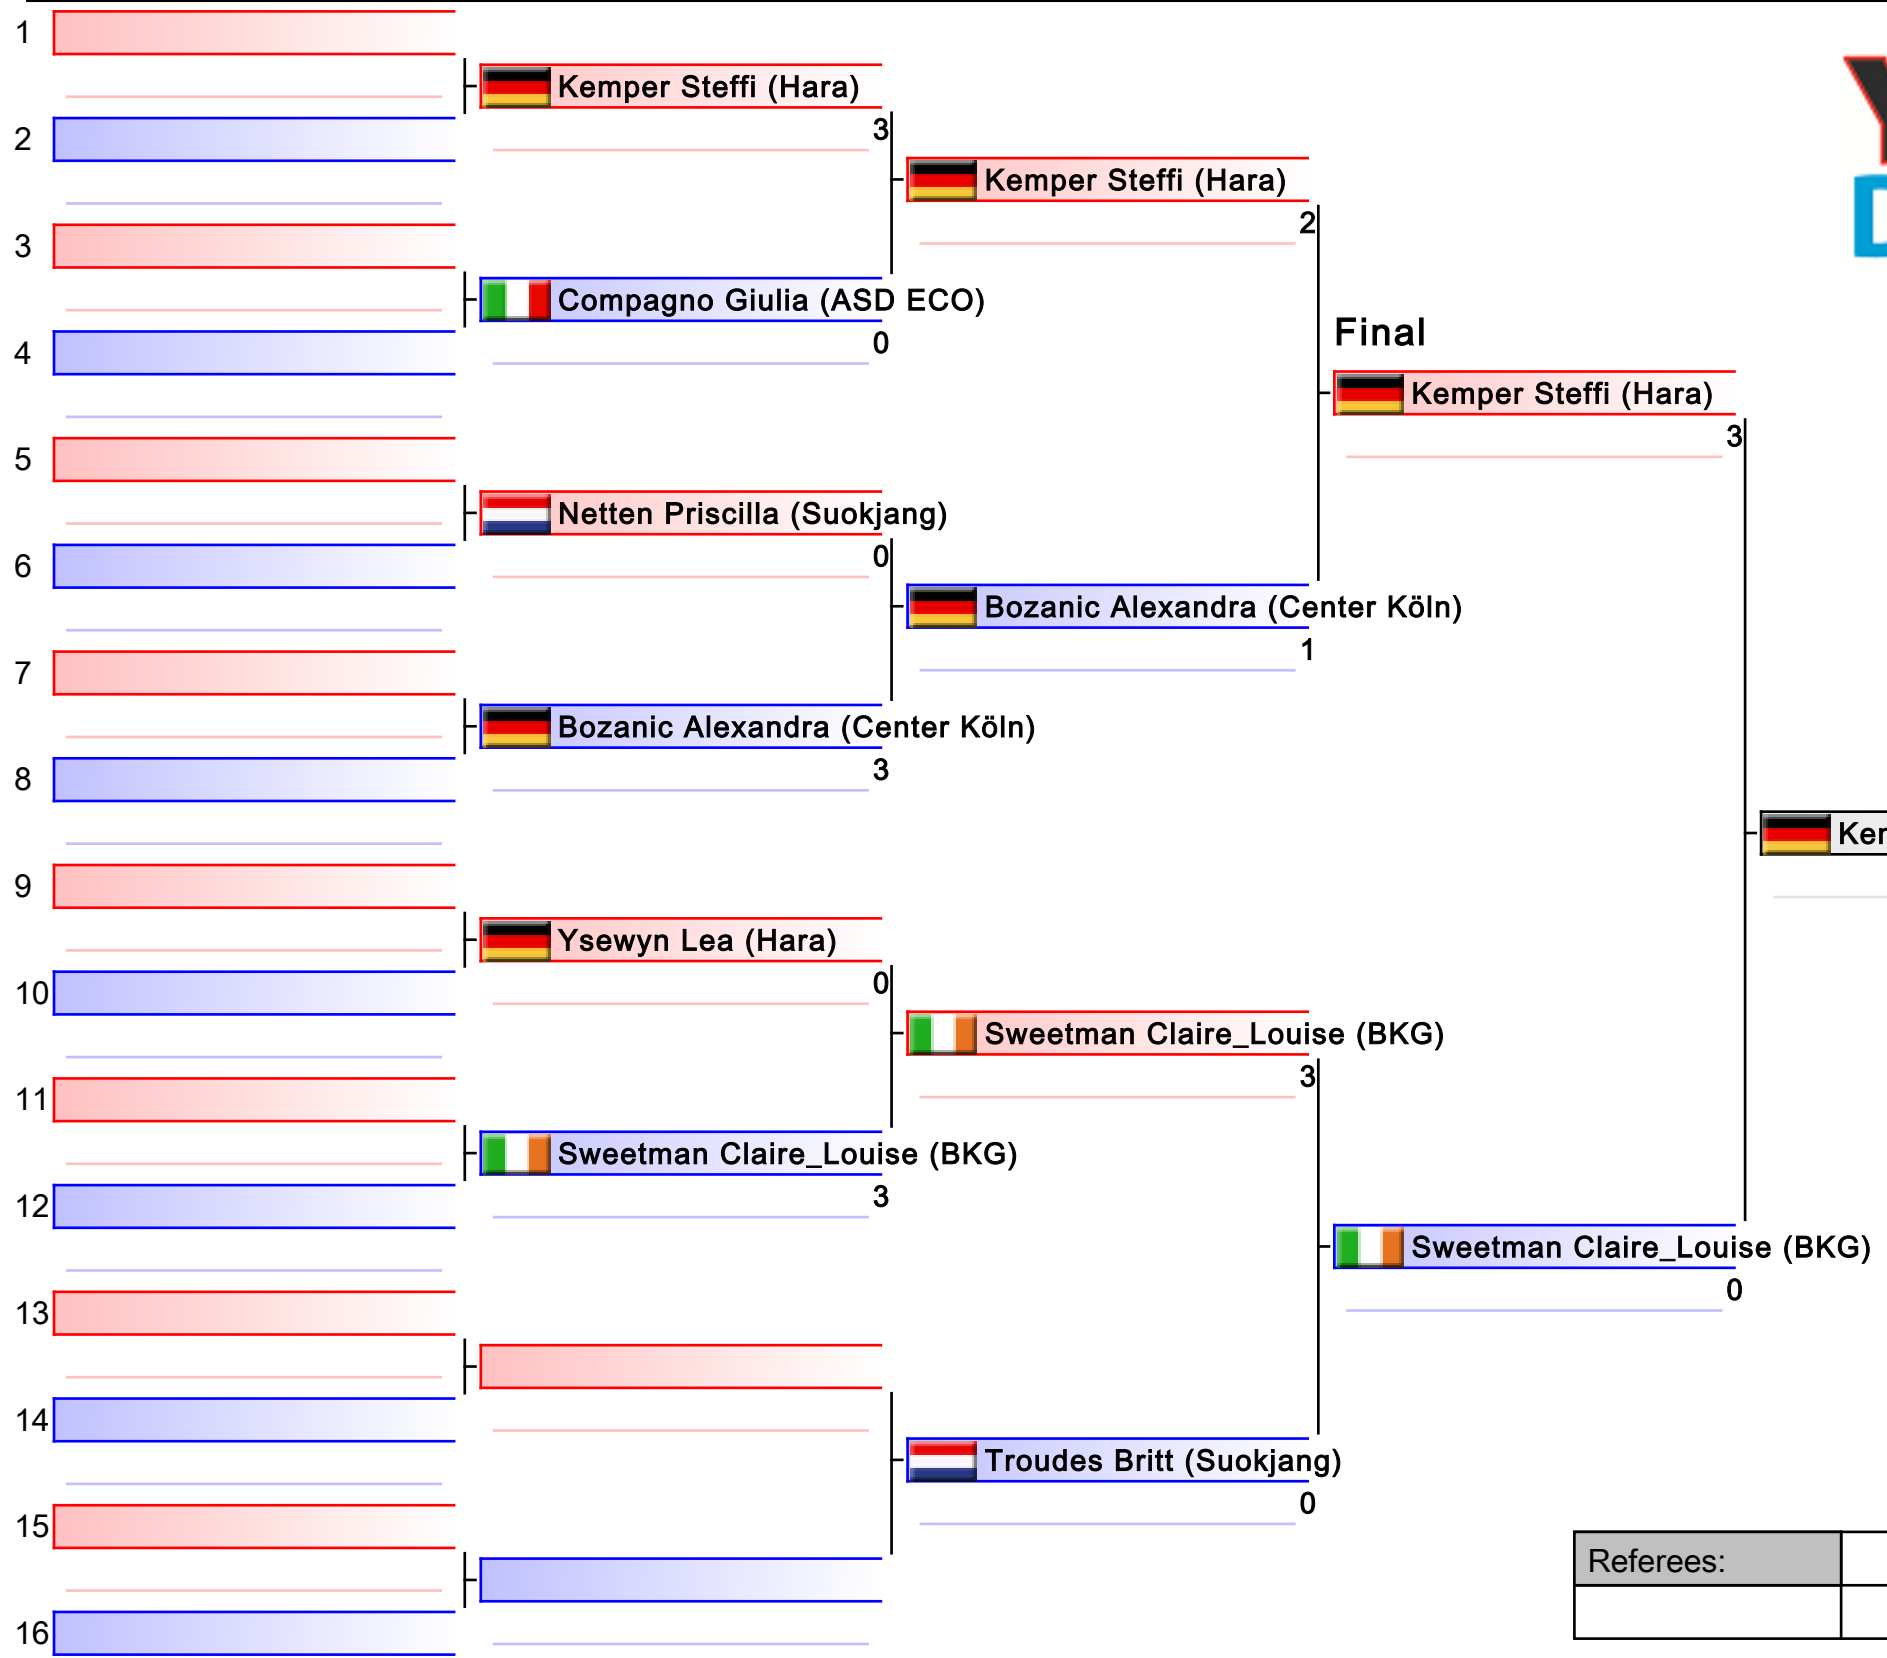 1
Kemper Steffi (Hara)
3
2
Kemper Steffi (Hara)
2
3
Compagno Giulia (ASD ECO)
0
4
Final
Kemper Steffi (Hara)
3
5
Netten Priscilla (Suokjang)
0
6
Bozanic Alexandra (Center Köln)
1
7
Bozanic Alexandra (Center Köln)
3
8
9
Ysewyn Lea (Hara)
0
10
Sweetman Claire_Louise (BKG)
3
11
Sweetman Claire_Louise (BKG)
3
12
Sweetman Claire_Louise (BKG)
0
13
14
Troudes Britt (Suokjang)
0
15
Referees:
16